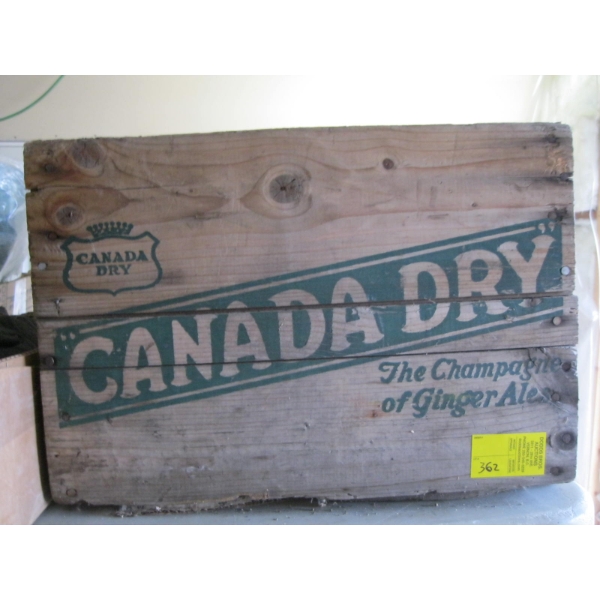 CANADA
DRY
"CANADA DRY"
The Champagne
of Ginger Ales
362